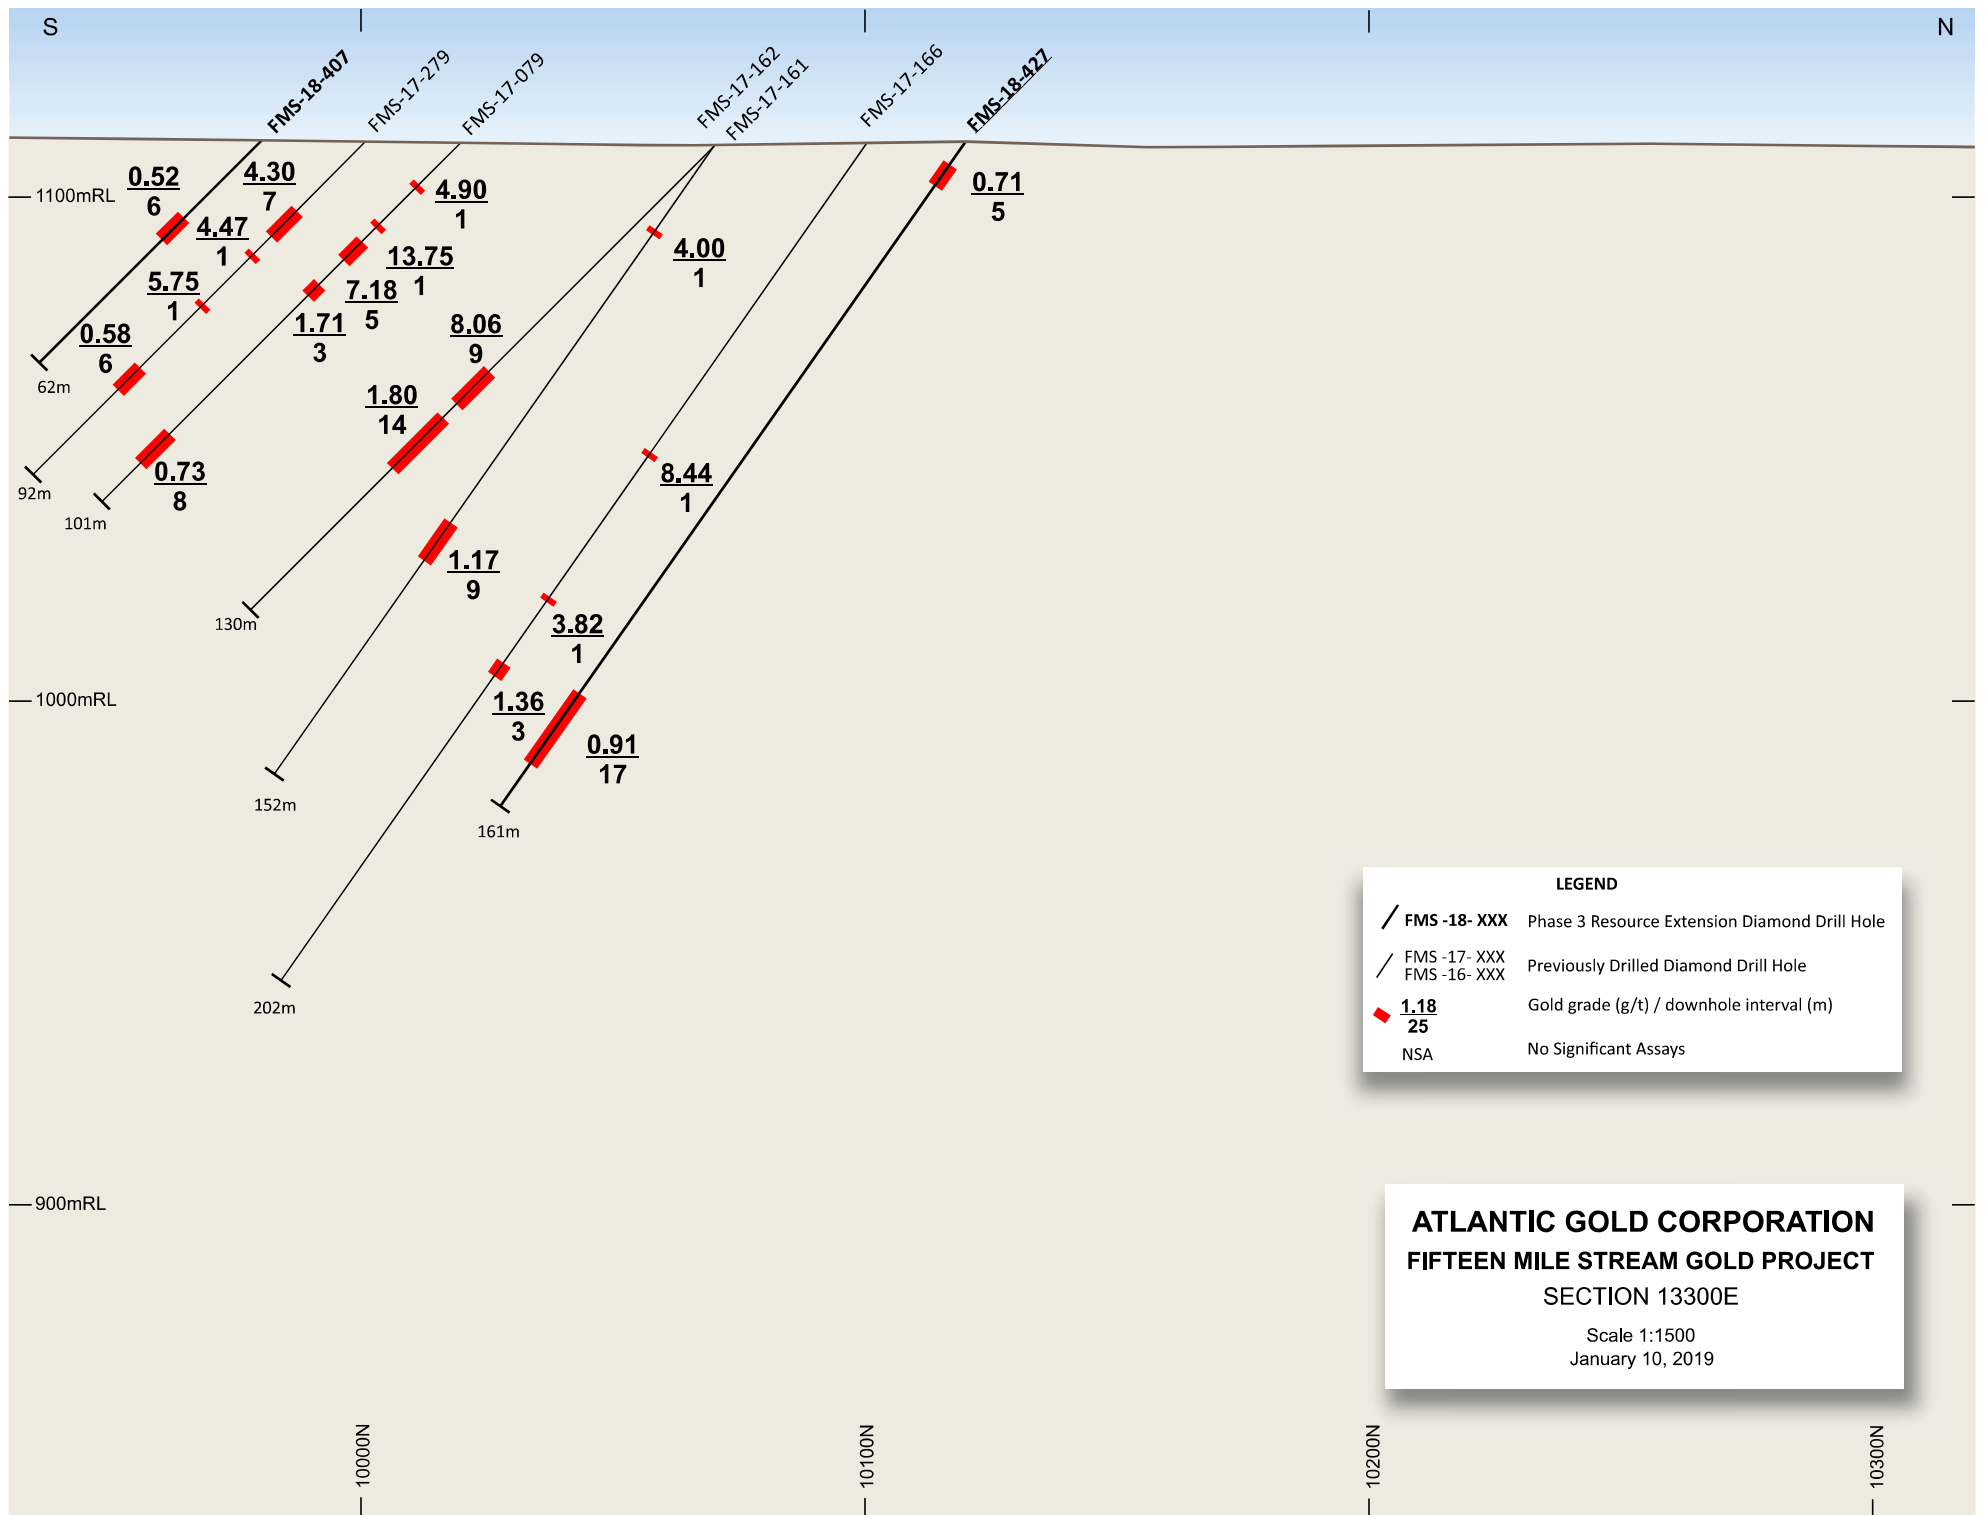 S
N
FMS-18-407
FMS-17-279
FMS-17-079
FMS-17-162
FMS-17-161
FMS-17-166
FMS-18-427
1100mRL
1000mRL
900mRL
0.52
6
62m
4.30
7
4.47
1
5.75
1
0.58
6
92m
4.90
1
13.75
1
7.18
5
1.71
3
0.73
8
101m
8.06
9
1.80
14
130m
4.00
1
1.17
9
152m
8.44
1
3.82
1
1.36
3
202m
0.71
5
0.91
17
161m
LEGEND
FMS -18- XXX Phase 3 Resource Extension Diamond Drill Hole
FMS -17- XXX
FMS -16- XXX
Previously Drilled Diamond Drill Hole
1.18
25
Gold grade (g/t) / downhole interval (m)
NSA No Significant Assays
ATLANTIC GOLD CORPORATION
FIFTEEN MILE STREAM GOLD PROJECT
SECTION 13300E
Scale 1:1500
January 10, 2019
10000N
10100N
10200N
10300N